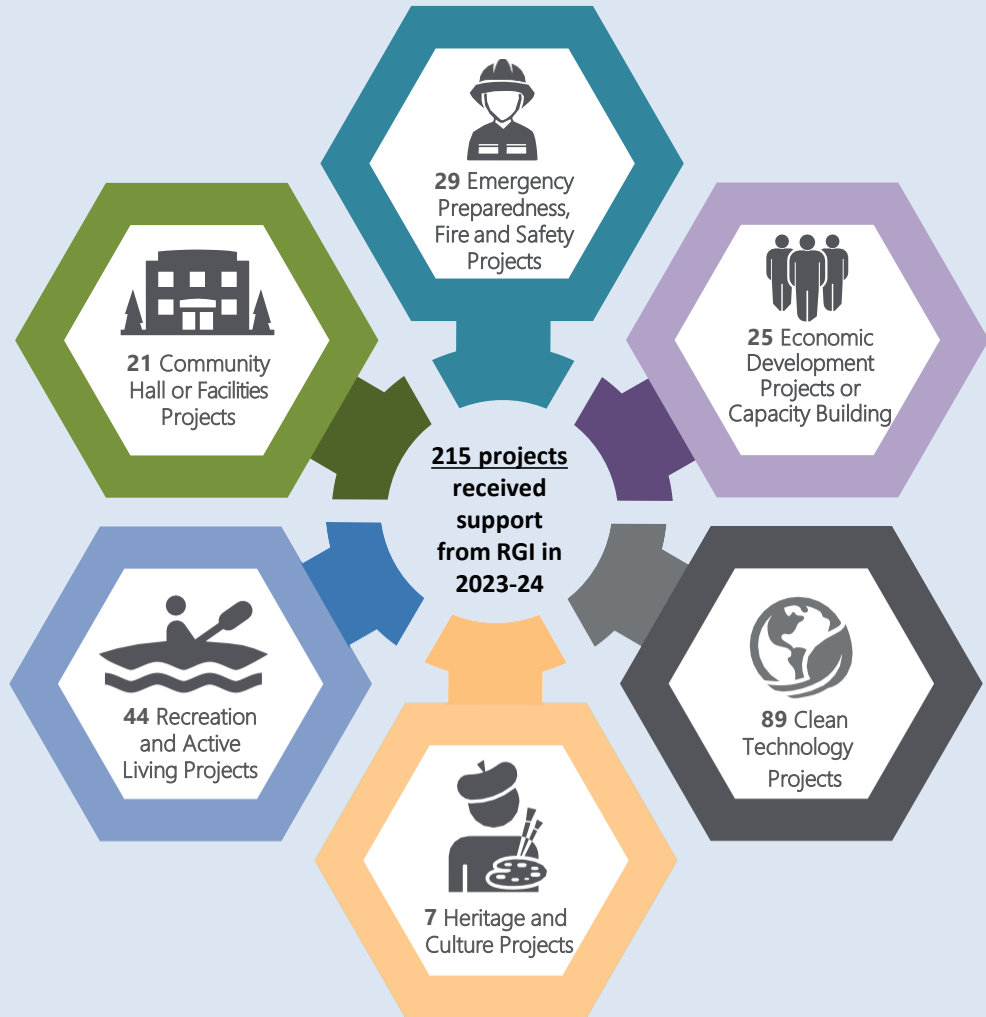 29 Emergency
Preparedness,
Fire and Safety
Projects
21 Community
Hall or Facilities
Projects
25 Economic
Development
Projects or
Capacity Building
215 projects
received
support
from RGI in
2023-24
44 Recreation
and Active
Living Projects
89 Clean
Technology
Projects
7 Heritage and
Culture Projects